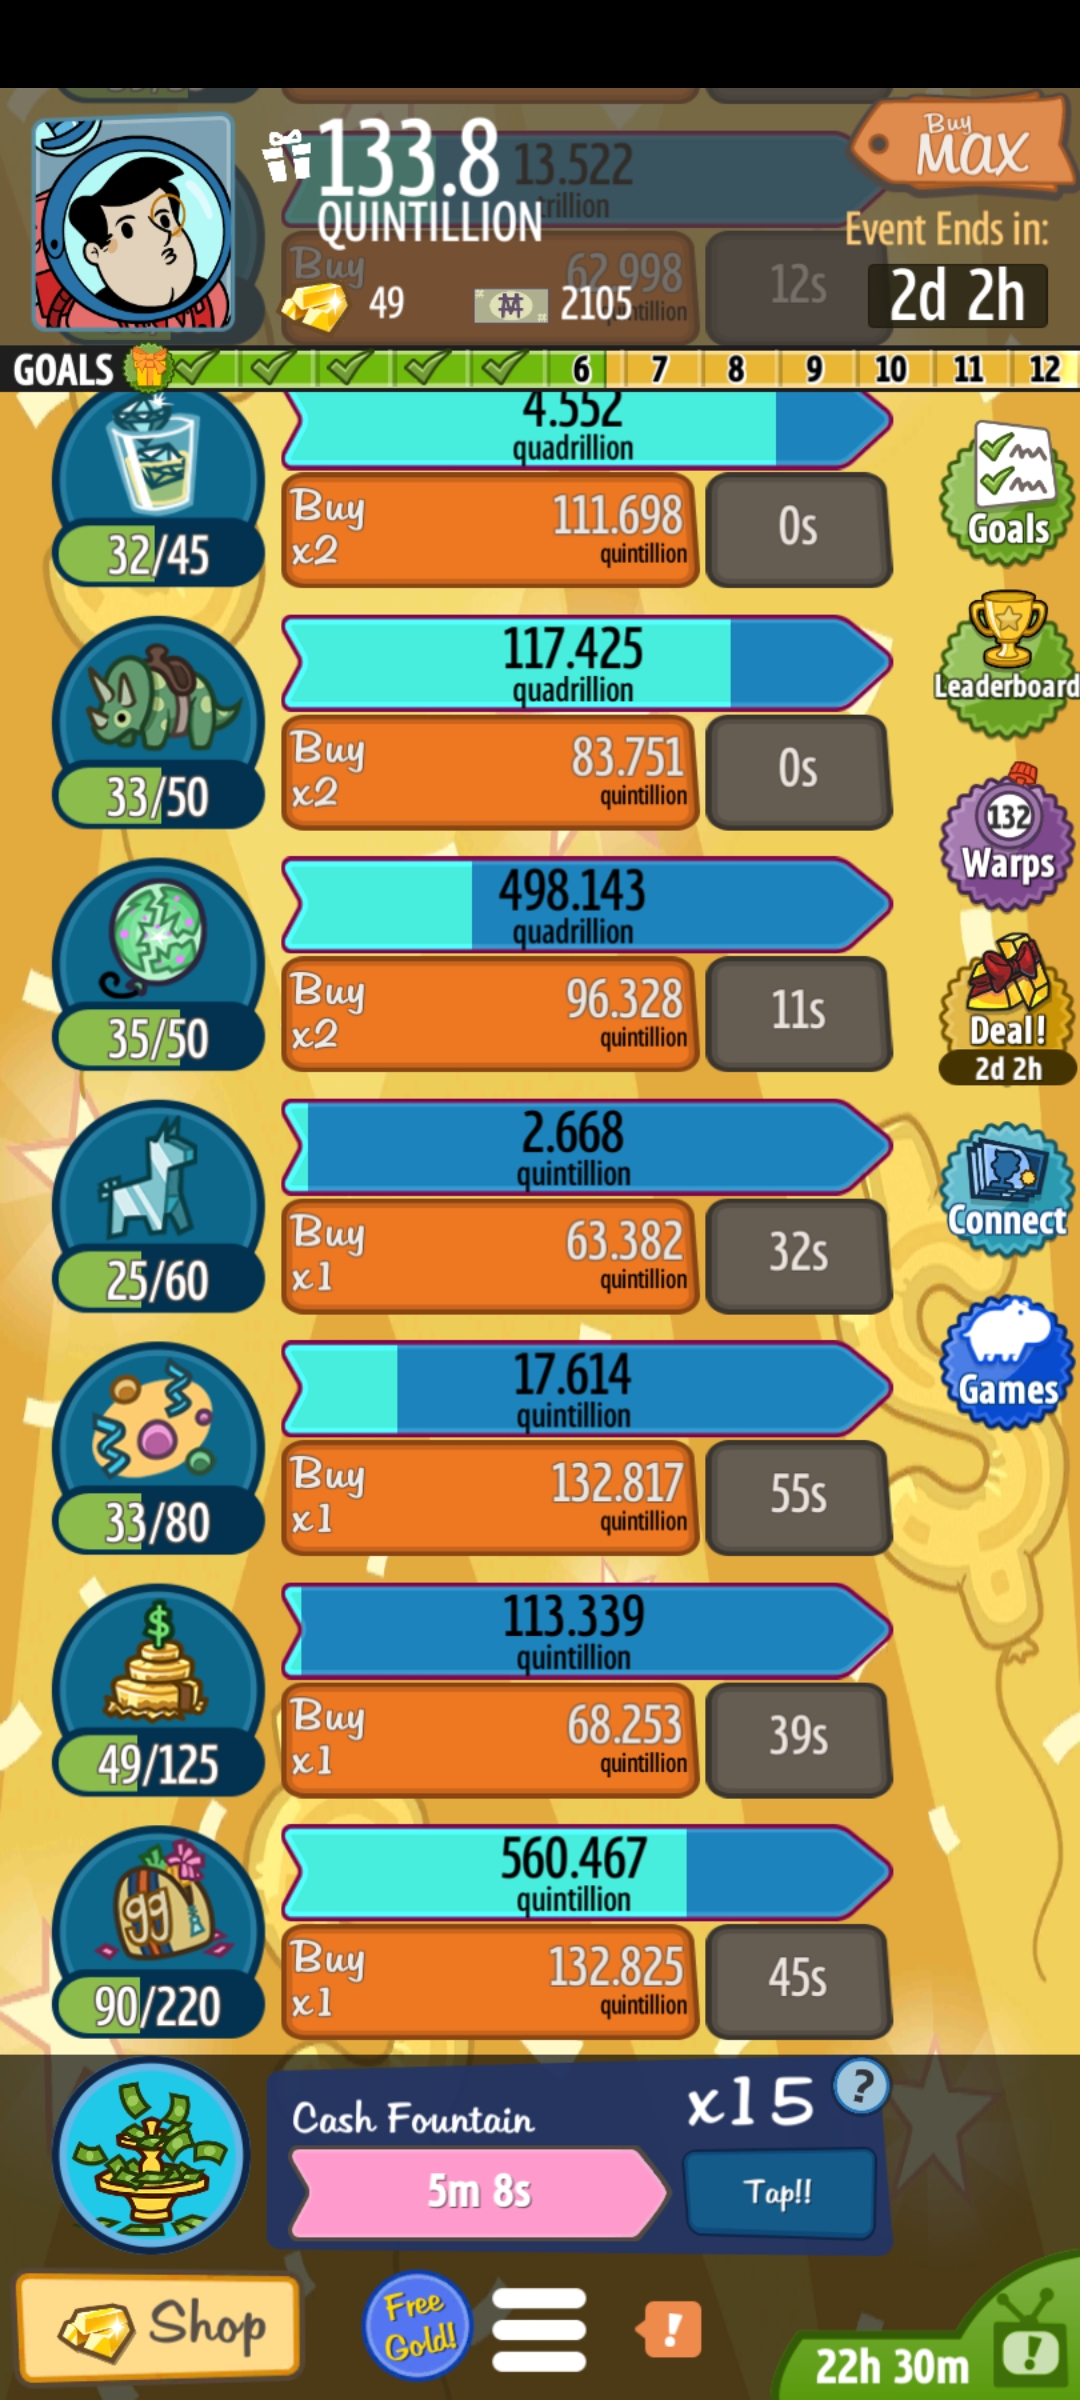 133.8
QUINTILLION
13.522
trillion
Buy
MAX
Event Ends in:
2d 2h
Buy
62.998
12s
49
2105
GOALS
6
7
8
9
10
11
12
4.552
quadrillion
32/45
Buy
x2
111.698
quintillion
0s
Goals
117.425
quadrillion
33/50
Buy
x2
83.751
quintillion
0s
Leaderboard
498.143
quadrillion
35/50
Buy
x2
96.328
quintillion
11s
132
Warps
Deal!
2d 2h
2.668
quintillion
25/60
Buy
x1
63.382
quintillion
32s
Connect
17.614
quintillion
33/80
Buy
x1
132.817
quintillion
55s
Games
113.339
quintillion
$
49/125
Buy
x1
68.253
quintillion
39s
560.467
quintillion
gg
90/220
Buy
x1
132.825
quintillion
45s
Cash Fountain
x15
?
5m 8s
Tap!!
Shop
Free
Gold!
!
22h 30m
!